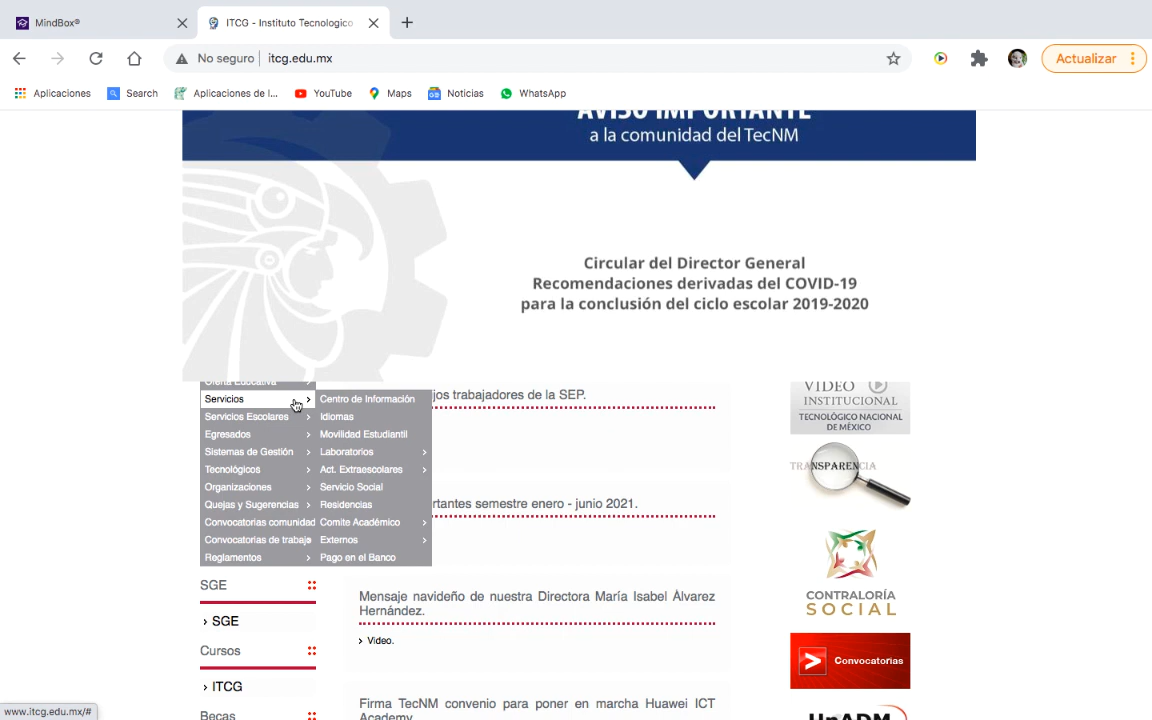 MindBox®
ITCG - Instituto Tecnologico
No seguro
itcg.edu.mx
Actualizar
Aplicaciones
Search
Aplicaciones de l...
YouTube
Maps
Noticias
WhatsApp
AVISO IMPORTANTE
a la comunidad del TecNM
Circular del Director General
Recomendaciones derivadas del COVID-19
para la conclusión del ciclo escolar 2019-2020
Oferta Educativa
Servicios
Servicios Escolares
Egresados
Sistemas de Gestión
Tecnológicos
Organizaciones
Quejas y Sugerencias
Convocatorias comunidad
Convocatorias de trabajo
Reglamentos
Centro de Información
Idiomas
Movilidad Estudiantil
Laboratorios
Act. Extraescolares
Servicio Social
Residencias
Comite Académico
Externos
Pago en el Banco
SGE
› SGE
Cursos
› ITCG
Becas
jos trabajadores de la SEP.
rtantes semestre enero - junio 2021.
Mensaje navideño de nuestra Directora María Isabel Álvarez
Hernández.
› Video.
Firma TecNM convenio para poner en marcha Huawei ICT
Academy
VIDEO
INSTITUCIONAL
TECNOLÓGICO NACIONAL
DE MÉXICO
TRANSPARENCIA
CONTRALORÍA
SOCIAL
Convocatorias
UnADM
www.itcg.edu.mx/#